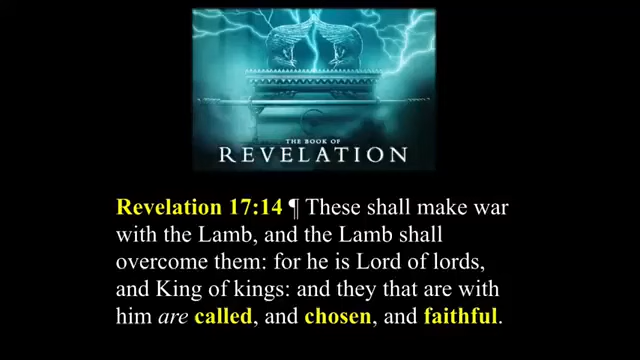 THE BOOK OF
REVELATION
Revelation 17:14 ¶ These shall make war
with the Lamb, and the Lamb shall
overcome them: for he is Lord of lords,
and King of kings: and they that are with
him are called, and chosen, and faithful.